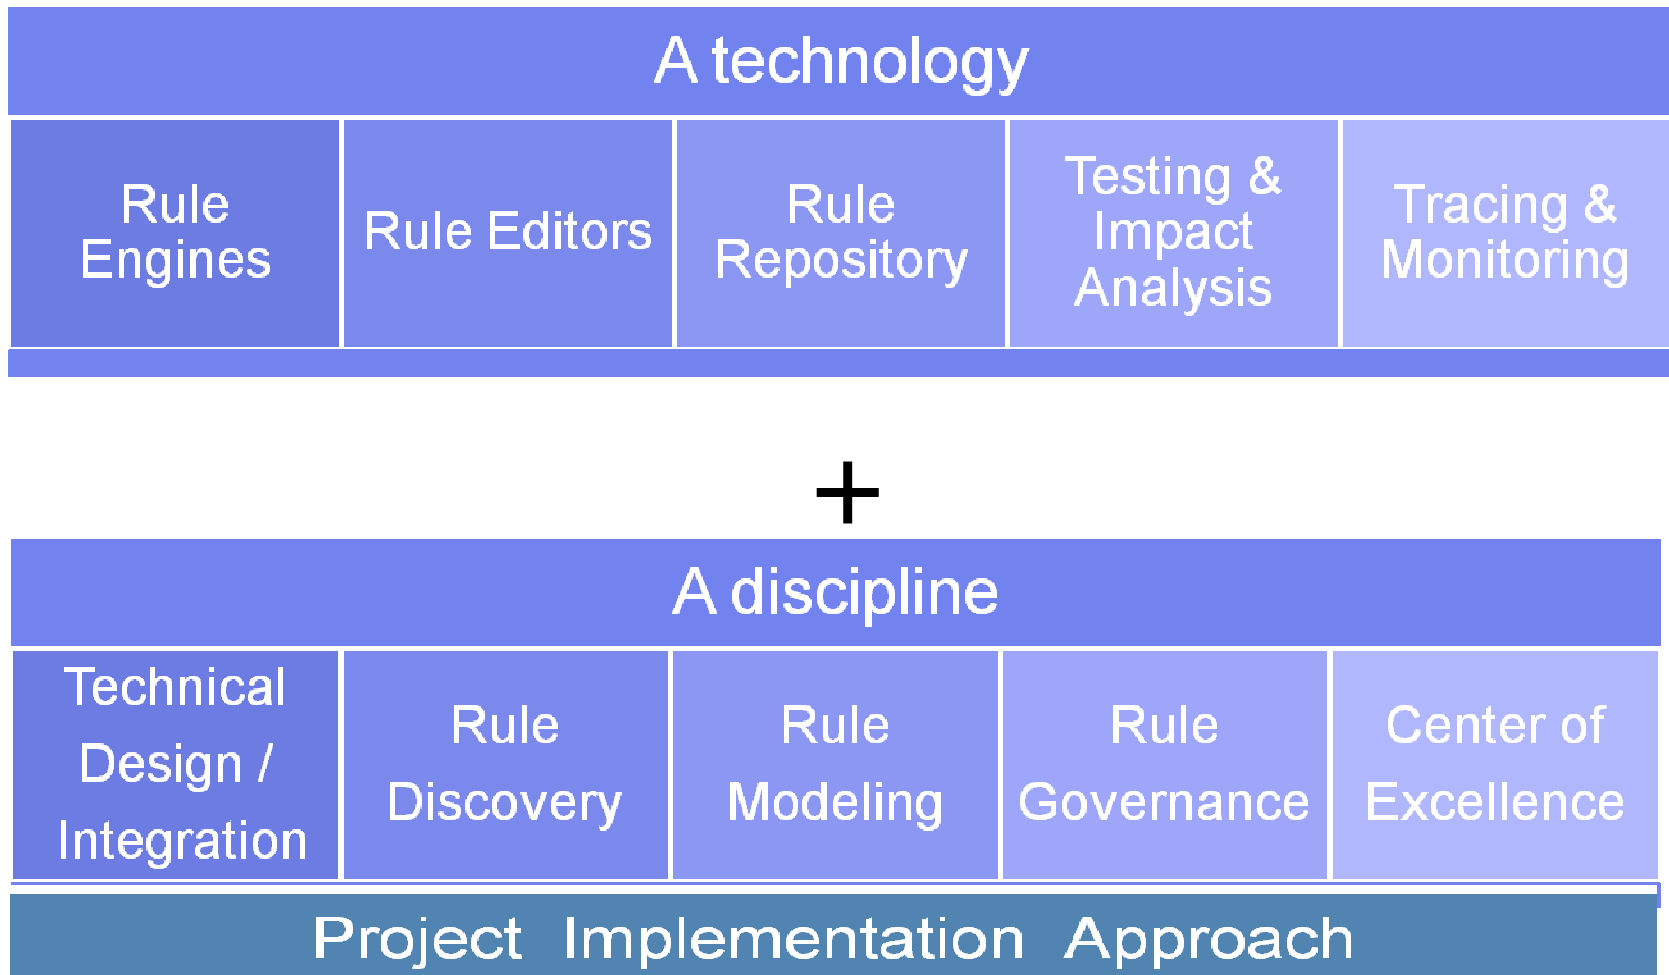 A technology
Rule
Engines
Rule Editors
Rule
Repository
Testing &
Impact
Analysis
Tracing &
Monitoring
+
A discipline
Technical
Design /
Integration
Rule
Discovery
Rule
Modeling
Rule
Governance
Center of
Excellence
Project Implementation Approach